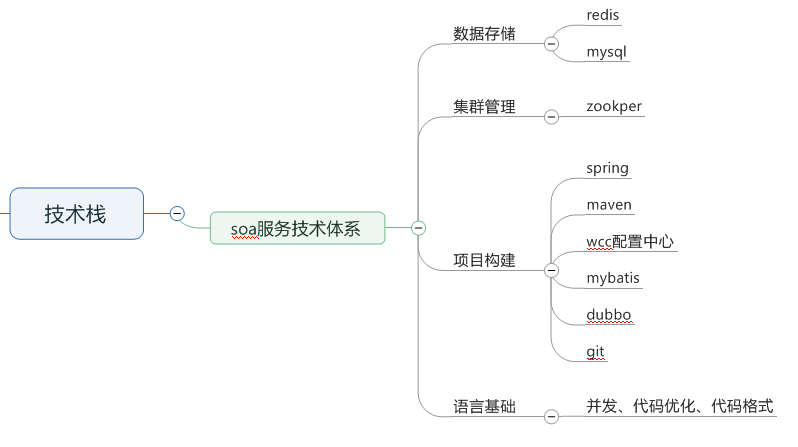 技术栈
soa服务技术体系
数据存储
redis
mysql
集群管理
zookper
项目构建
spring
maven
wcc配置中心
mybatis
dubbo
git
语言基础
并发、代码优化、代码格式